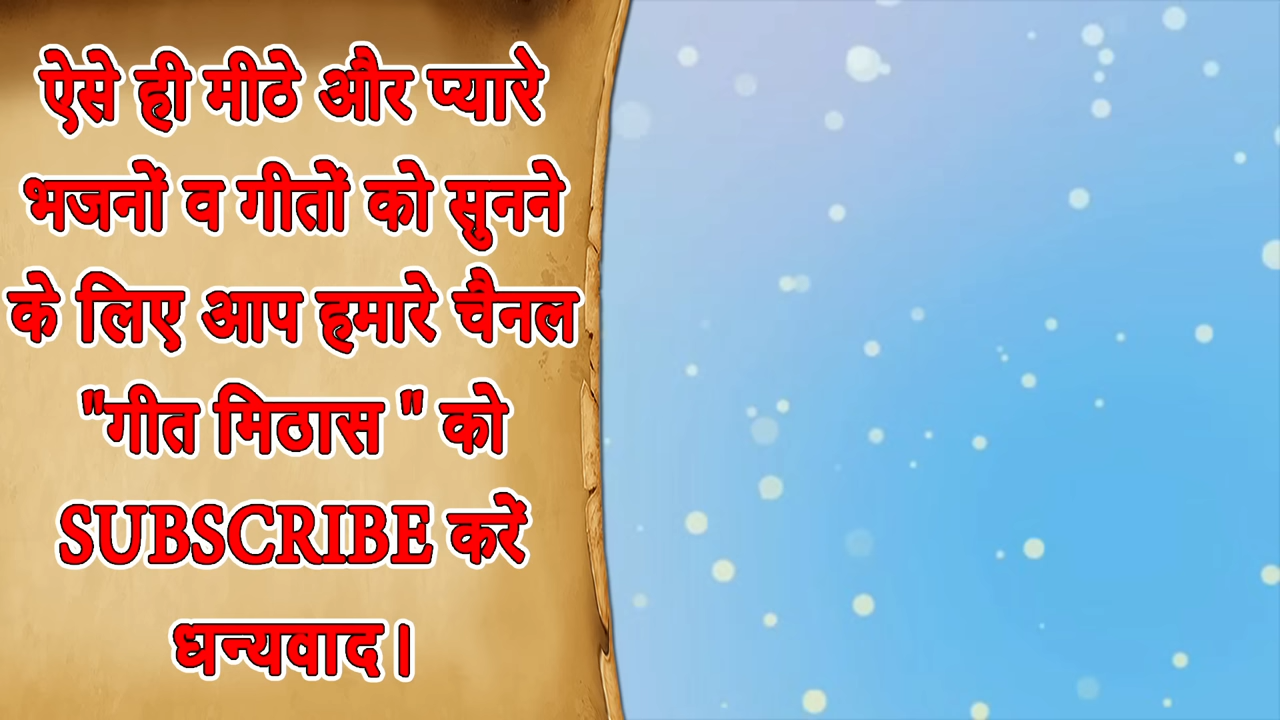 ऐसे ही मीठे और प्यारे
भजनों व गीतों को सुनने
के लिए आप हमारे चैनल
"गीत मिठास " को
SUBSCRIBE करें
धन्यवाद।